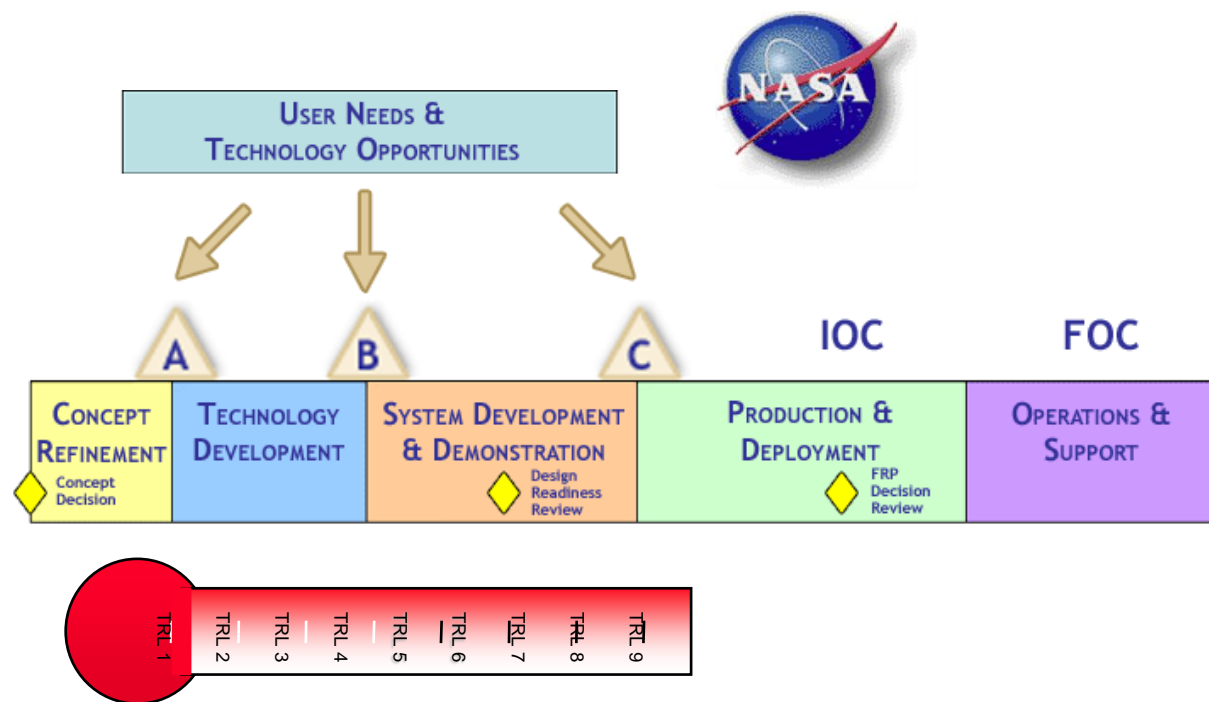 NASA
USER NEEDS &
TECHNOLOGY OPPORTUNITIES
A
B
C
IOC
FOC
CONCEPT
REFINEMENT
Concept
Decision
TECHNOLOGY
DEVELOPMENT
SYSTEM DEVELOPMENT
& DEMONSTRATION
Design
Readiness
Review
PRODUCTION &
DEPLOYMENT
FRP
Decision
Review
OPERATIONS &
SUPPORT
TRL 1
TRL 2
TRL 3
TRL 4
TRL 5
TRL 6
TRL 7
TRL 8
TRL 9